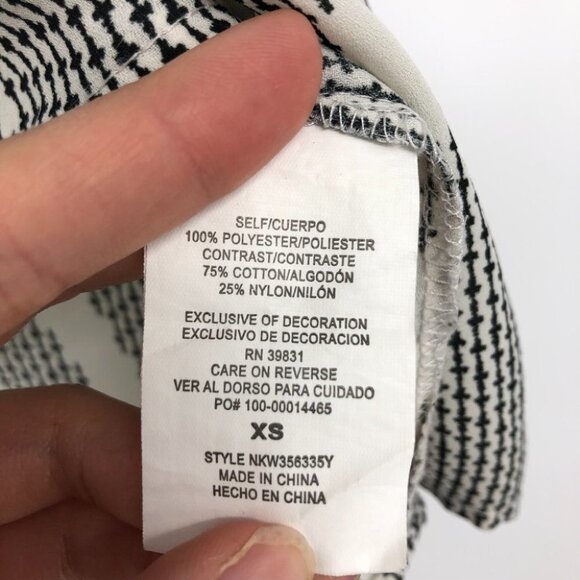 SELF/CUERPO
100% POLYESTER/POLIESTER
CONTRAST/CONTRASTE
75% COTTON/ALGODÓN
25% NYLON/NILÓN
EXCLUSIVE OF DECORATION
EXCLUSIVO DE DECORACION
RN 39831
CARE ON REVERSE
VER AL DORSO PARA CUIDADO
PO# 100-00014465
XS
STYLE NKW356335Y
MADE IN CHINA
HECHO EN CHINA